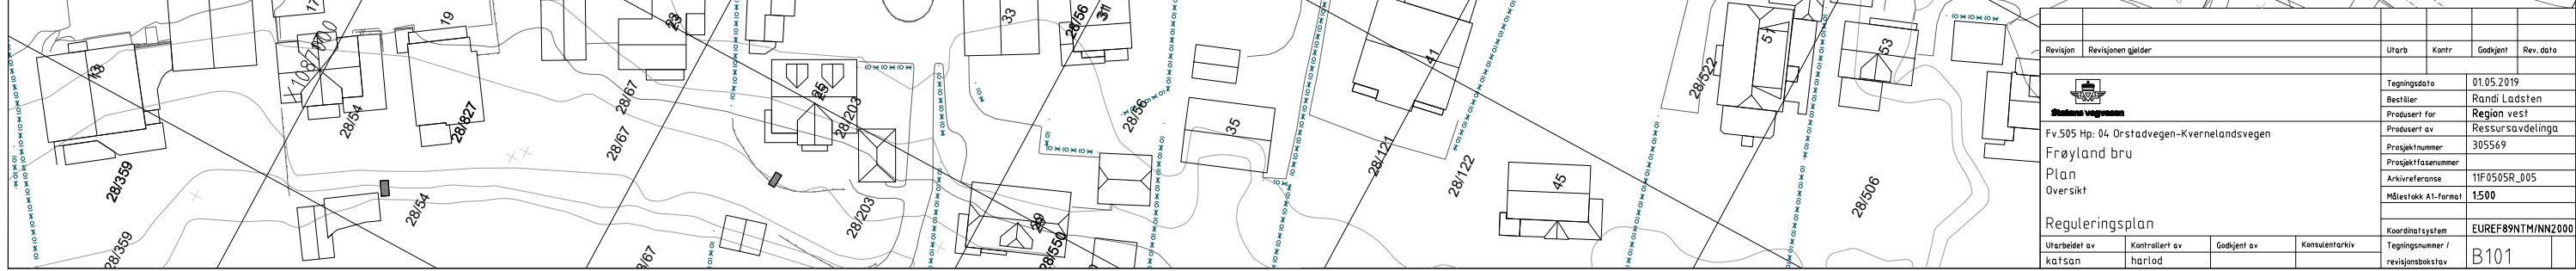 17
19
23
33
28/56
31
41
51
53
13
28/54
28/827
28/67
28/67
25
28/203
28/56
35
28/121
28/122
28/522
28/359
28/54
28/203
29
28/550
45
28/506
28/359
Revisjon Revisjonen gjelder Utarb Kontr Godkjent Rev. dato
Statens vegvesen
Fv.505 Hp: 04 Orstadvegen-Kvernelandsvegen
Frøyland bru
Plan
Oversikt
Reguleringsplan
Tegningsdato 01.05.2019
Bestiller Randi Ladsten
Produsert for Region vest
Produsert av Ressursavdelinga
Prosjektnummer 305569
Prosjektfasenummer
Arkivreferanse 11F0505R_005
Målestokk A1-format 1:500
Koordinatsystem EUREF89NTM/NN2000
Utarbeidet av Kontrollert av Godkjent av Konsulentarkiv
katsan harlod
Tegningsnummer / revisjonsbokstav B101